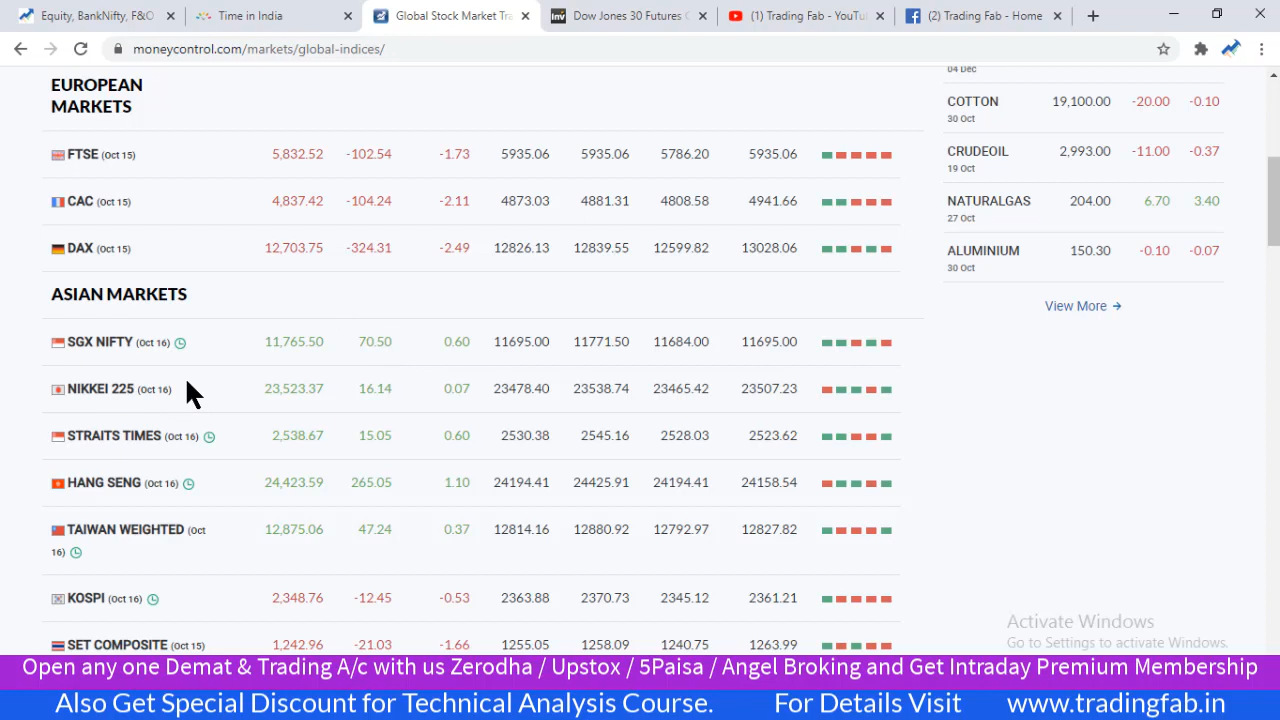 Equity, BankNifty, F&O
Time in India
Global Stock Market Tra
Inv Dow Jones 30 Futures
(1) Trading Fab - YouTu
(2) Trading Fab - Home
moneycontrol.com/markets/global-indices/
EUROPEAN
MARKETS
FTSE (Oct 15) 5,832.52 -102.54 -1.73 5935.06 5935.06 5786.20 5935.06
CAC (Oct 15) 4,837.42 -104.24 -2.11 4873.03 4881.31 4808.58 4941.66
DAX (Oct 15) 12,703.75 -324.31 -2.49 12826.13 12839.55 12599.82 13028.06
ASIAN MARKETS
SGX NIFTY (Oct 16) 11,765.50 70.50 0.60 11695.00 11771.50 11684.00 11695.00
NIKKEI 225 (Oct 16) 23,523.37 16.14 0.07 23478.40 23538.74 23465.42 23507.23
STRAITS TIMES (Oct 16) 2,538.67 15.05 0.60 2530.38 2545.16 2528.03 2523.62
HANG SENG (Oct 16) 24,423.59 265.05 1.10 24194.41 24425.91 24194.41 24158.54
TAIWAN WEIGHTED (Oct 12,875.06 47.24 0.37 12814.16 12880.92 12792.97 12827.82
16)
KOSPI (Oct 16) 2,348.76 -12.45 -0.53 2363.88 2370.73 2345.12 2361.21
SET COMPOSITE (Oct 15) 1,242.96 -21.03 -1.66 1255.05 1258.09 1240.75 1263.99
04 Dec
COTTON 19,100.00 -20.00 -0.10
30 Oct
CRUDEOIL 2,993.00 -11.00 -0.37
19 Oct
NATURALGAS 204.00 6.70 3.40
27 Oct
ALUMINIUM 150.30 -0.10 -0.07
30 Oct
View More →
Activate Windows
Go to Settings to activate Windows.
Open any one Demat & Trading A/c with us Zerodha / Upstox / 5Paisa / Angel Broking and Get Intraday Premium Membership
Also Get Special Discount for Technical Analysis Course. For Details Visit www.tradingfab.in